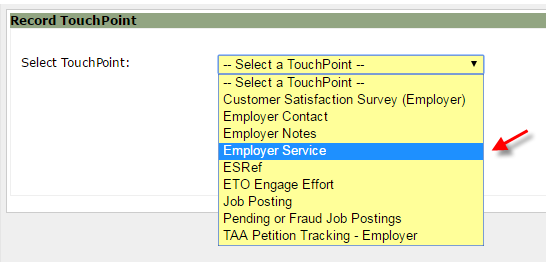 Record TouchPoint
Select TouchPoint: -- Select a TouchPoint --
-- Select a TouchPoint --
Customer Satisfaction Survey (Employer)
Employer Contact
Employer Notes
Employer Service
ESRef
ETO Engage Effort
Job Posting
Pending or Fraud Job Postings
TAA Petition Tracking - Employer